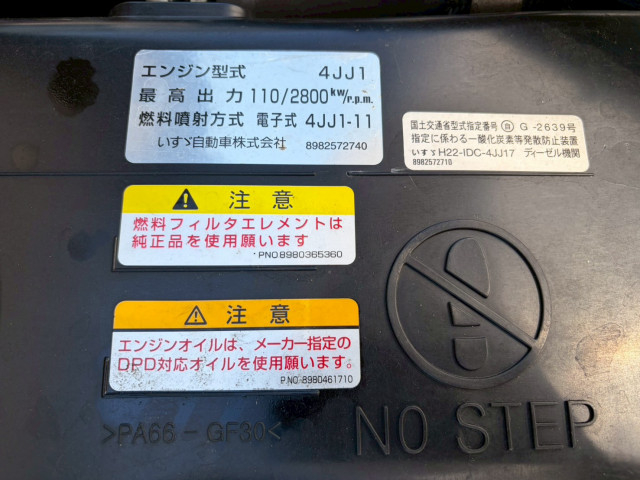 エンジン型式 4JJ1
最高出力 110/2800kw/r.p.m.
燃料噴射方式 電子式 4JJ1-11
いすゞ自動車株式会社 8982572740
国土交通省型式指定番号 自 G -2639号
指定に係わる一酸化炭素等発散防止装置
いすゞH22-IDC-4JJ17 ディーゼル機関
8982572710
注意
燃料フィルタエレメントは
純正品を使用願います
PNO.8980365360
注意
エンジンオイルは、メーカー指定の
DPD対応オイルを使用願います。
P.NO.8980461710
>PA66-GF30<
NO STEP